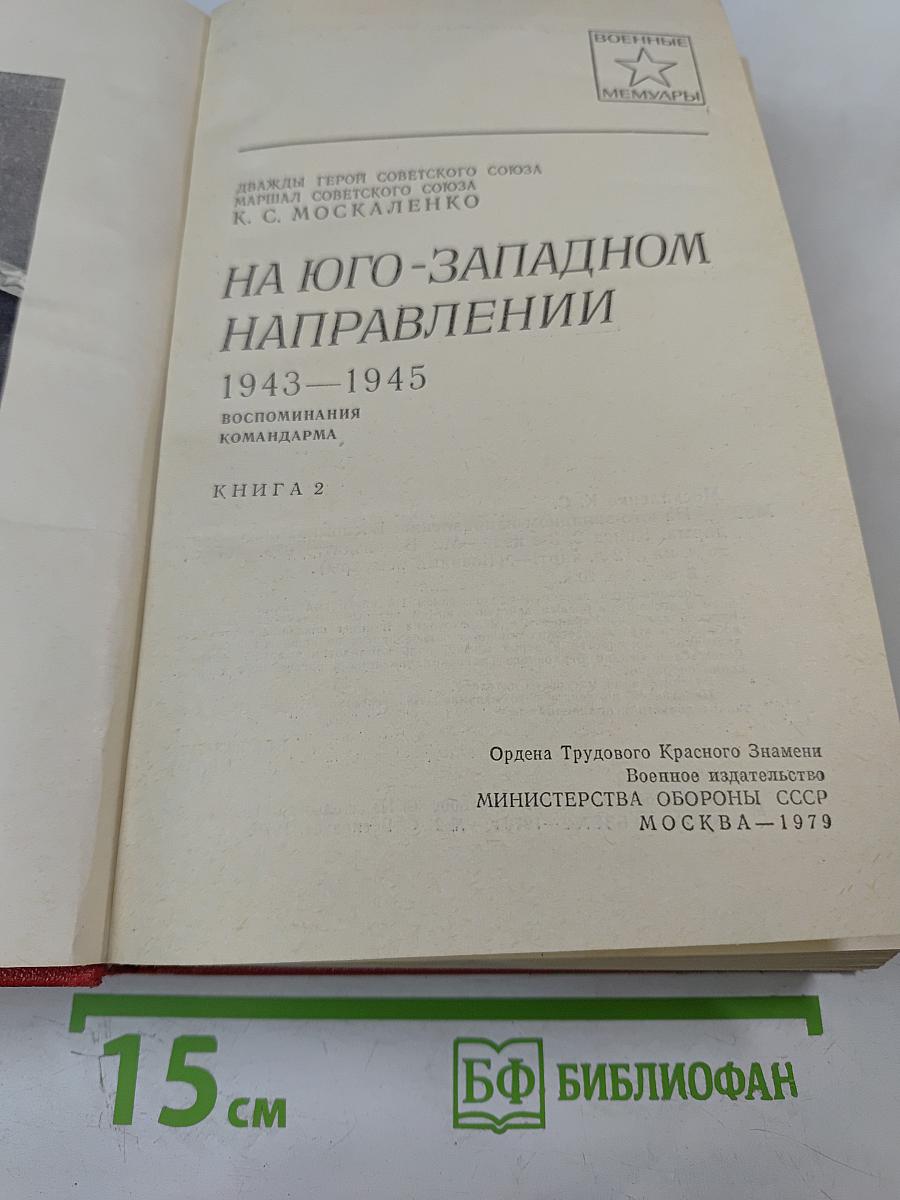 ВОЕННЫЕ
МЕМУАРЫ
ДВАЖДЫ ГЕРОЙ СОВЕТСКОГО СОЮЗА
МАРШАЛ СОВЕТСКОГО СОЮЗА
К. С. МОСКАЛЕНКО
НА ЮГО-ЗАПАДНОМ
НАПРАВЛЕНИИ
1943—1945
ВОСПОМИНАНИЯ
КОМАНДАРМА
КНИГА 2
Ордена Трудового Красного Знамени
Военное издательство
МИНИСТЕРСТВА ОБОРОНЫ СССР
МОСКВА—1979
15 см
БФ БИБЛИОФАН